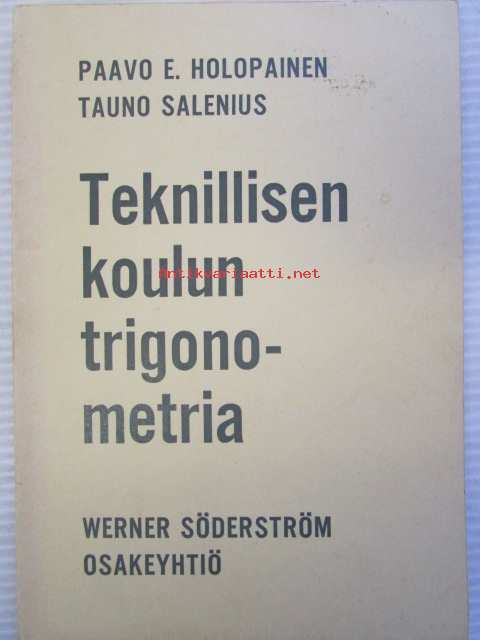 PAAVO E. HOLOPAINEN
TAUNO SALENIUS
Teknillisen
koulun
antikvariaatti.net
trigono-
metria
WERNER SÖDERSTRÖM
OSAKEYHTIÖ